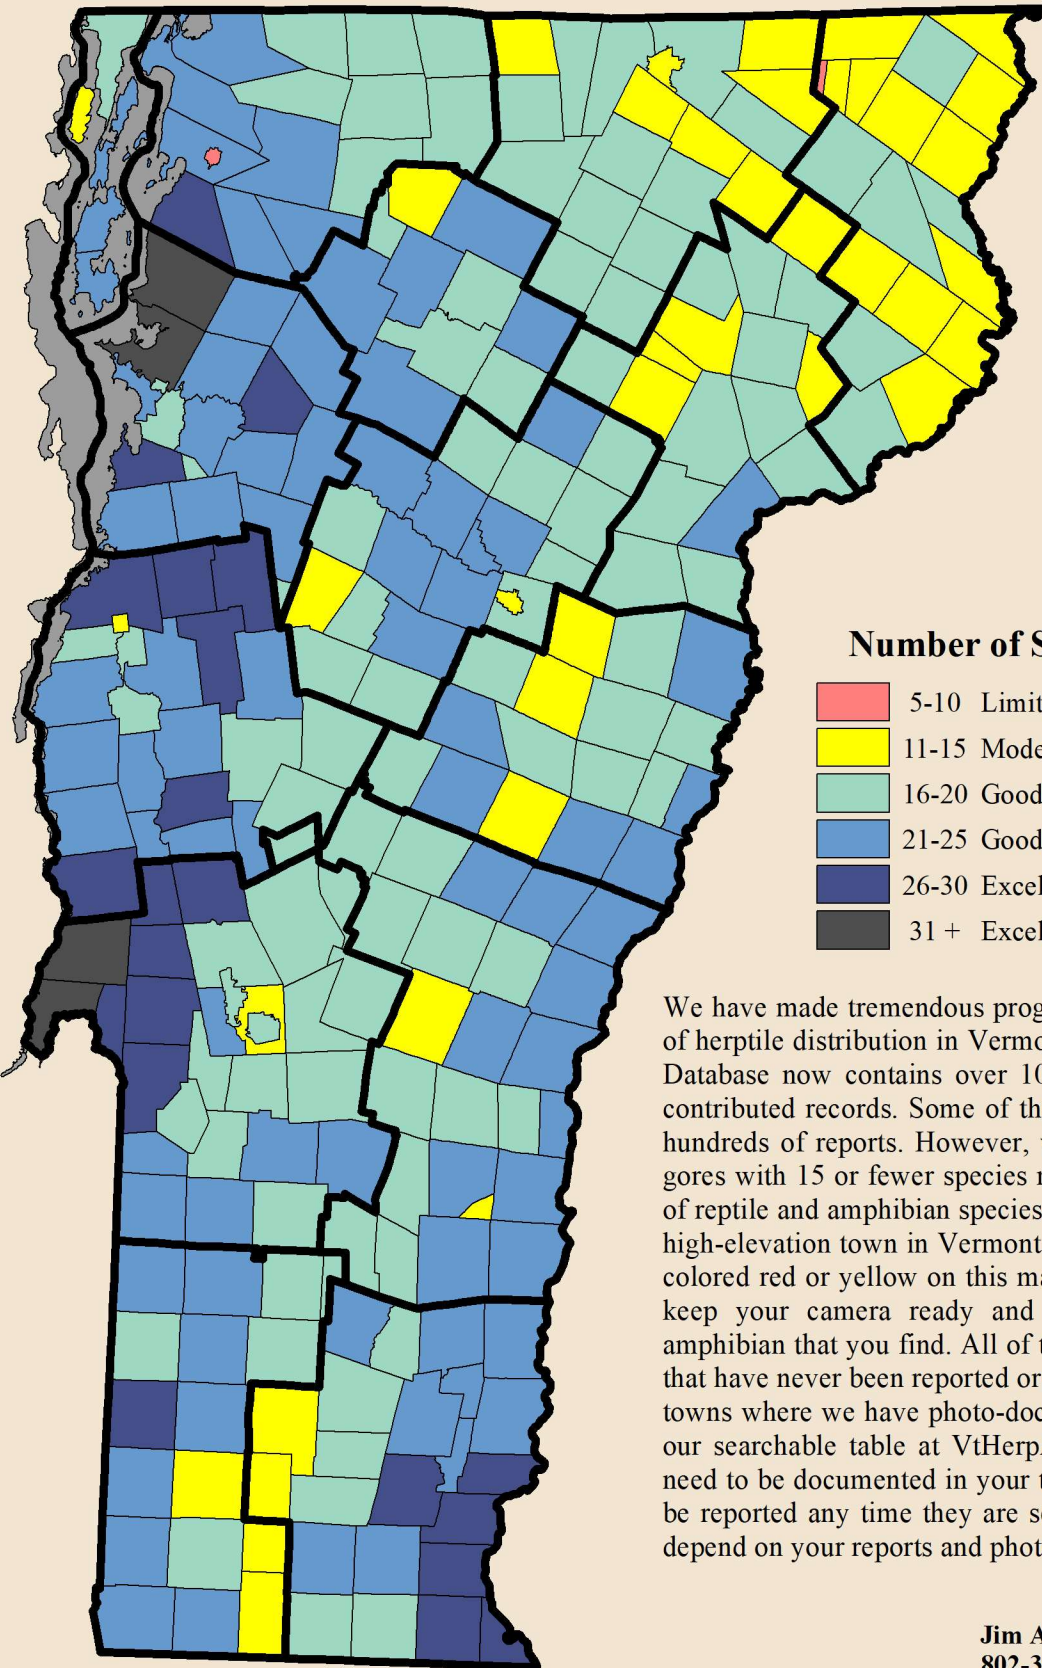 Number of S
5-10 Limit
11-15 Mode
16-20 Good
21-25 Good
26-30 Excel
31 + Excel
We have made tremendous prog
of herptile distribution in Vermo
Database now contains over 10
contributed records. Some of th
hundreds of reports. However,
gores with 15 or fewer species r
of reptile and amphibian species
high-elevation town in Vermont
colored red or yellow on this ma
keep your camera ready and
amphibian that you find. All of t
that have never been reported or
towns where we have photo-doc
our searchable table at VtHerpA
need to be documented in your t
be reported any time they are se
depend on your reports and phot
Jim A
802-3